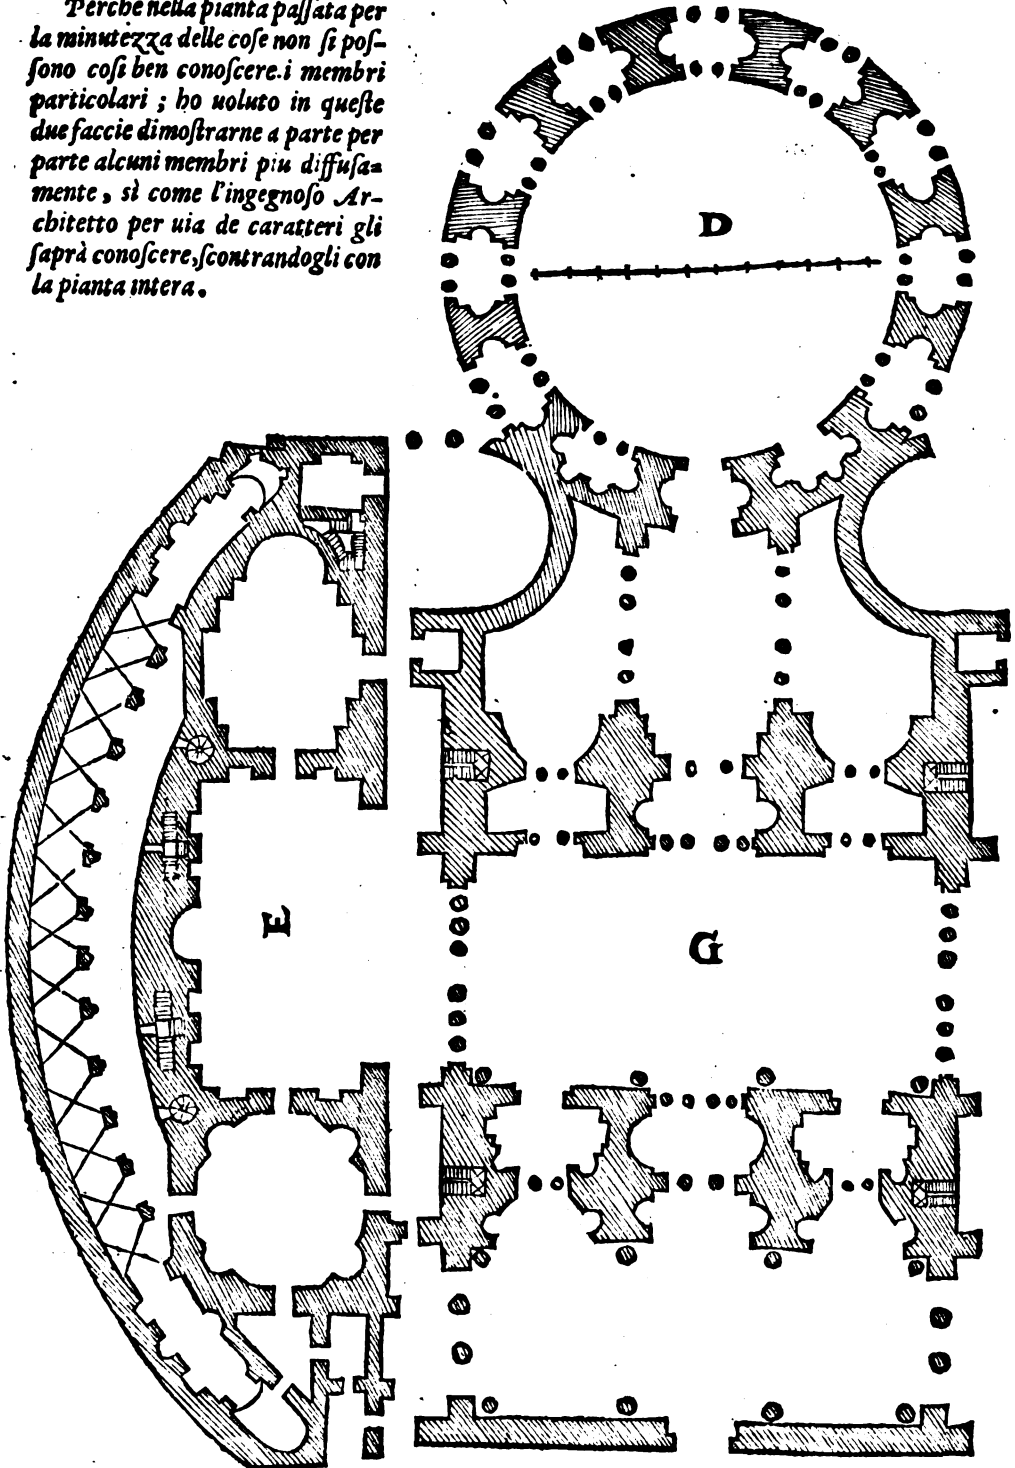 Perche nella pianta paſſata per
la minutezza delle coſe non ſi poſ-
ſono coſi ben conoſcere.i membri
particolari ; ho uoluto in queſte
due faccie dimoſtrarne a parte per
parte alcuni membri piu diffuſa=
mente, sì come l'ingegnoſo Ar-
chitetto per uia de caratteri gli
ſaprà conoſcere,ſcontrandogli con
la pianta intera.
D
E
G